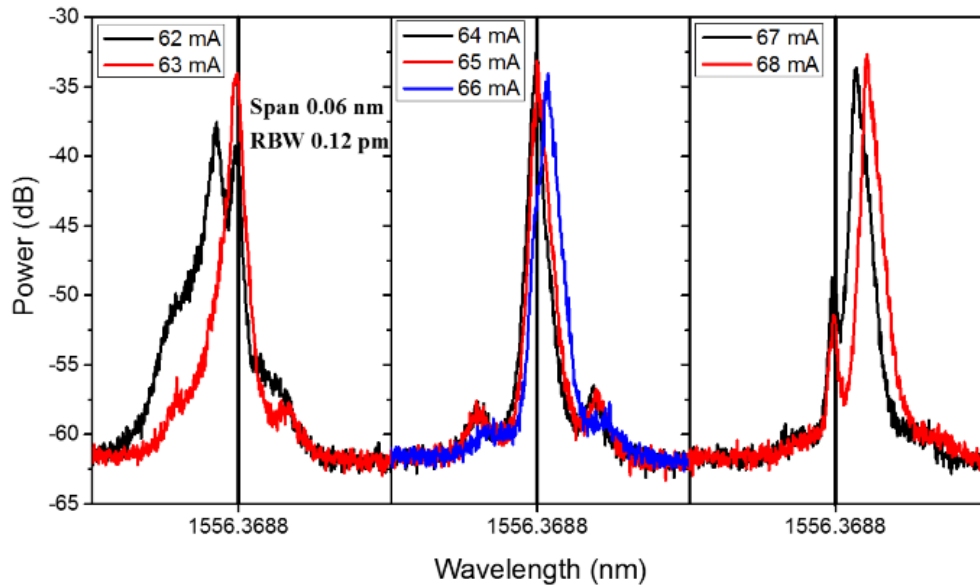 -30
-35
-40
-45
-50
-55
-60
-65
Power (dB)
62 mA
63 mA
Span 0.06 nm
RBW 0.12 pm
64 mA
65 mA
66 mA
67 mA
68 mA
1556.3688
1556.3688
1556.3688
Wavelength (nm)